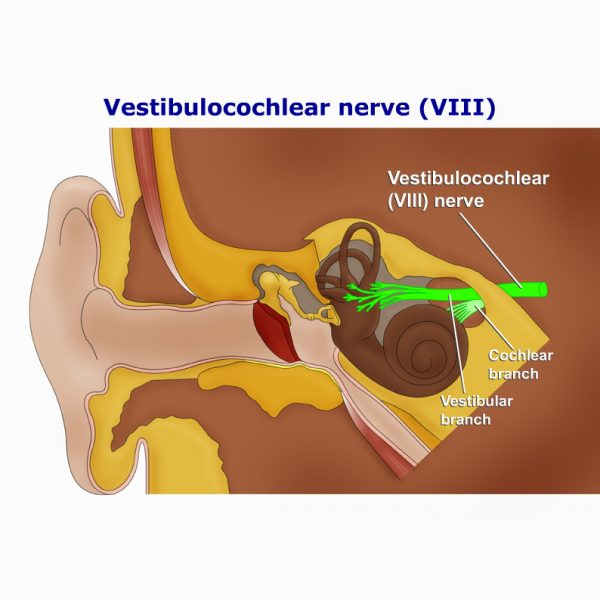 Vestibulocochlear nerve (VIII)
Vestibulocochlear
(VIII) nerve
Cochlear
branch
Vestibular
branch